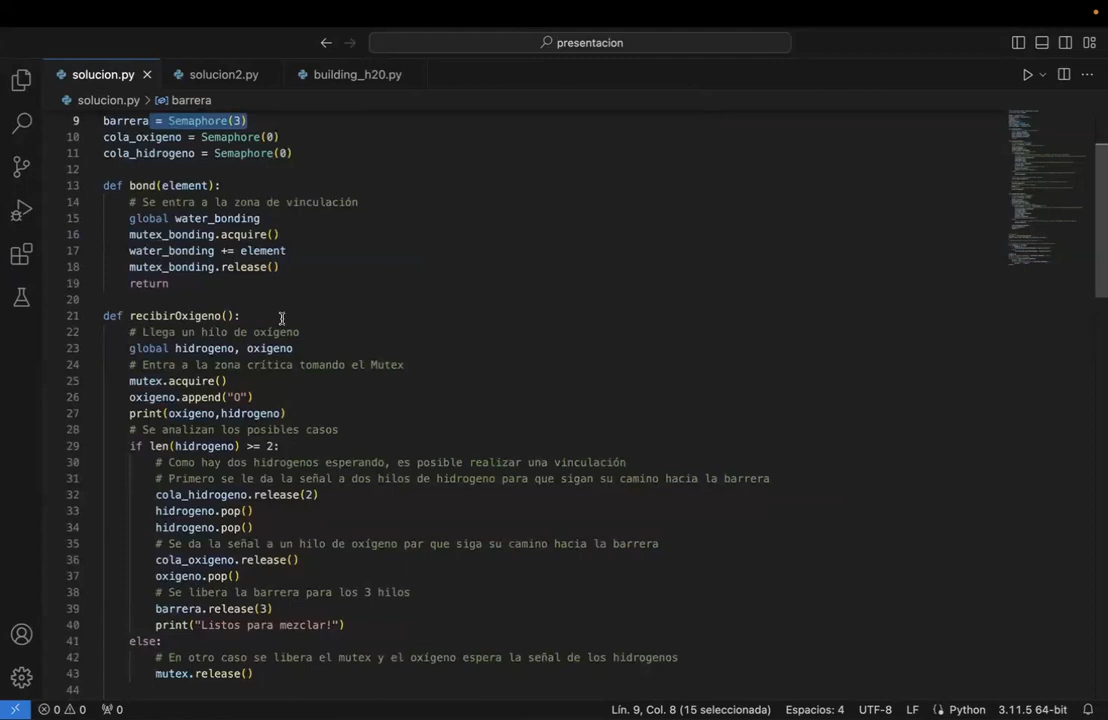 presentacion
solucion.py
solucion2.py
building_h20.py
solucion.py > barrera
9 barrera = Semaphore(3)
10 cola_oxigeno = Semaphore(0)
11 cola_hidrogeno = Semaphore(0)
12
13 def bond(element):
14 # Se entra a la zona de vinculación
15 global water_bonding
16 mutex_bonding.acquire()
17 water_bonding += element
18 mutex_bonding.release()
19 return
20
21 def recibirOxigeno():
22 # Llega un hilo de oxígeno
23 global hidrogeno, oxigeno
24 # Entra a la zona crítica tomando el Mutex
25 mutex.acquire()
26 oxigeno.append("O")
27 print(oxigeno,hidrogeno)
28 # Se analizan los posibles casos
29 if len(hidrogeno) >= 2:
30 # Como hay dos hidrogenos esperando, es posible realizar una vinculación
31 # Primero se le da la señal a dos hilos de hidrogeno para que sigan su camino hacia la barrera
32 cola_hidrogeno.release(2)
33 hidrogeno.pop()
34 hidrogeno.pop()
35 # Se da la señal a un hilo de oxígeno par que siga su camino hacia la barrera
36 cola_oxigeno.release()
37 oxigeno.pop()
38 # Se libera la barrera para los 3 hilos
39 barrera.release(3)
40 print("Listos para mezclar!")
41 else:
42 # En otro caso se libera el mutex y el oxígeno espera la señal de los hidrogenos
43 mutex.release()
44
0 0 0 Lín. 9, Col. 8 (15 seleccionada) Espacios: 4 UTF-8 LF Python 3.11.5 64-bit